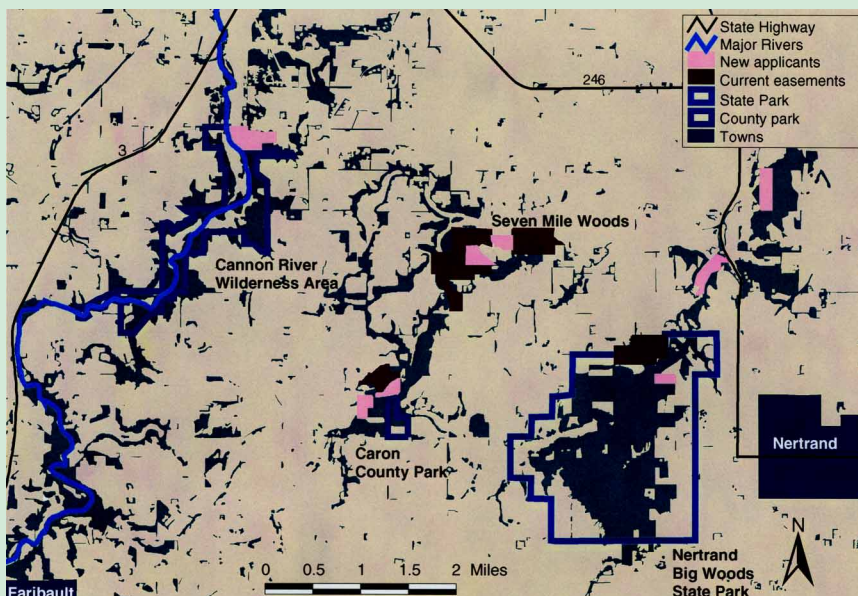 State Highway
Major Rivers
New applicants
Current easements
State Park
County park
Towns
246
3
Seven Mile Woods
Cannon River
Wilderness Area
Caron
County Park
Nertrand
N
0 0.5 1 2 Miles
Nertrand
Big Woods
State Park
Faribault